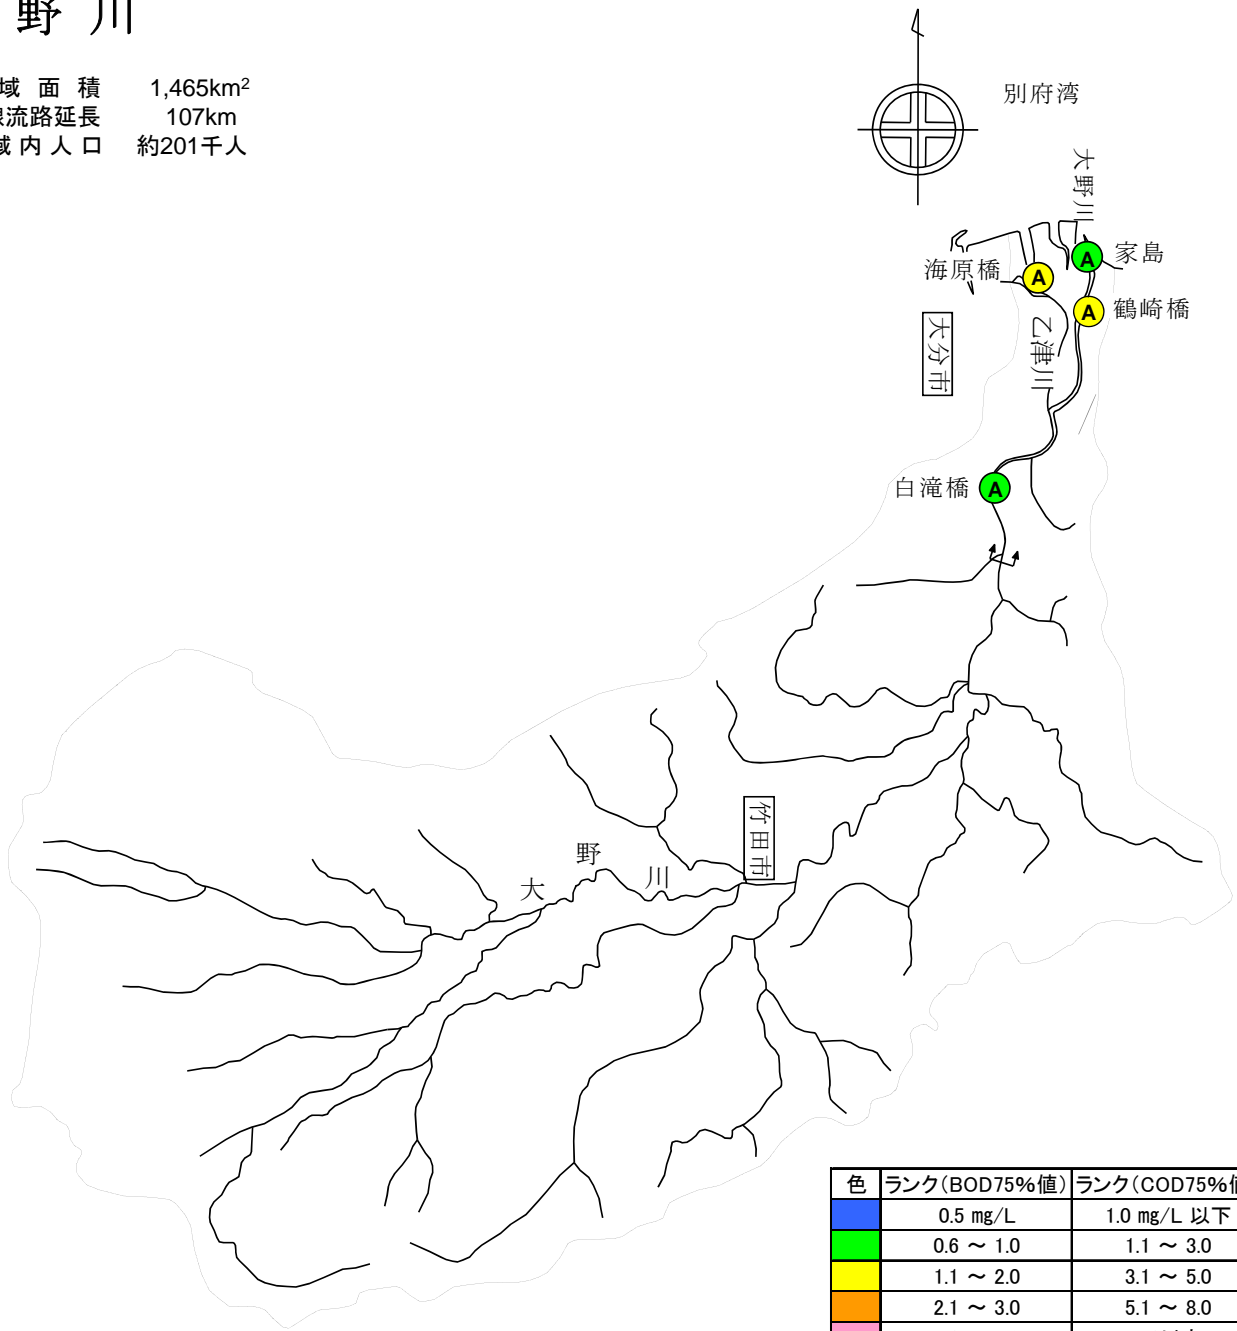 野川
域面積 1,465km²
流路延長 107km
域内人口 約201千人
別府湾
大野川
家島
A
海原橋
A
A
鶴崎橋
大分市
乙津川
白滝橋
A
竹田市
大野川
色 ランク(BOD75%値) ランク(COD75%値
0.5 mg/L 1.0 mg/L 以下
0.6 ～ 1.0 1.1 ～ 3.0
1.1 ～ 2.0 3.1 ～ 5.0
2.1 ～ 3.0 5.1 ～ 8.0